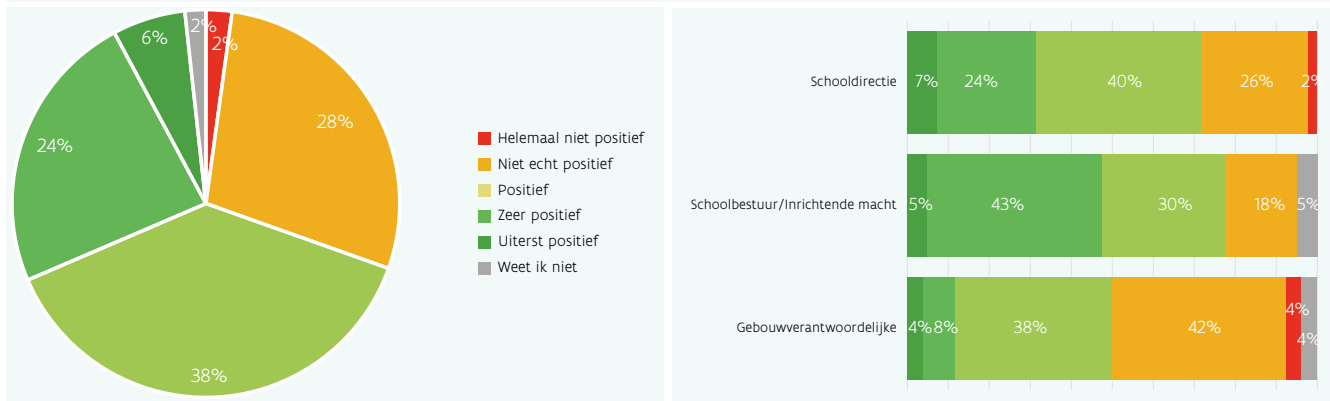 2%
2%
6%
28%
24%
38%
Helemaal niet positief
Niet echt positief
Positief
Zeer positief
Uiterst positief
Weet ik niet
Schooldirectie
7% 24% 40% 26% 2%
Schoolbestuur/Inrichtende macht
5% 43% 30% 18% 5%
Gebouwverantwoordelijke
4% 8% 38% 42% 4%
4%